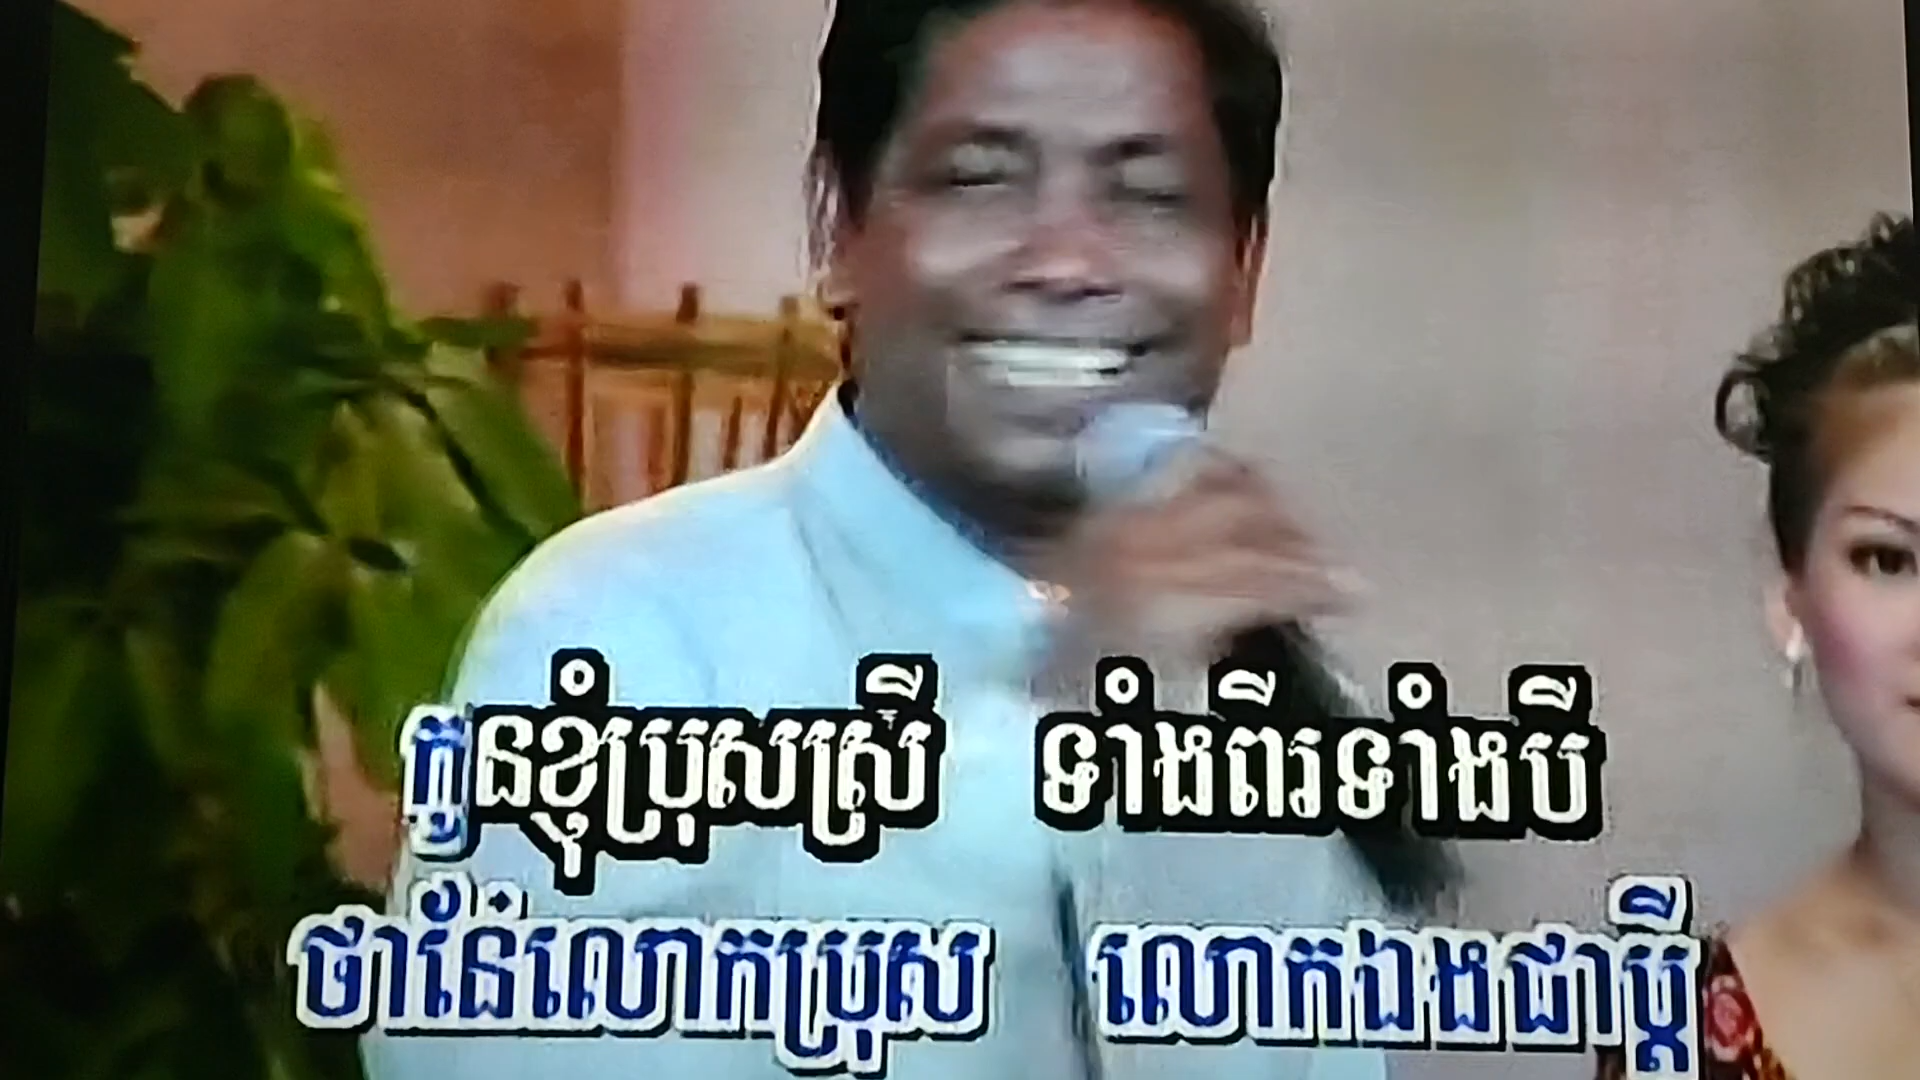 កូនខ្ញុំប្រុសស្រី ទាំងពីរទាំងបី
ថានែ៎លោកប្រុស លោកឯងជាប្តី